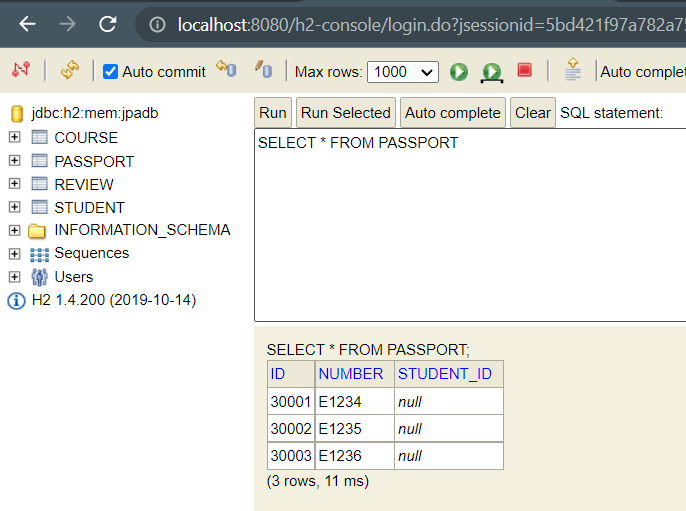 localhost:8080/h2-console/login.do?jsessionid=5bd421f97a782a75
Auto commit Max rows: 1000 Auto complet
jdbc:h2:mem:jpadb
COURSE
PASSPORT
REVIEW
STUDENT
INFORMATION_SCHEMA
Sequences
Users
H2 1.4.200 (2019-10-14)
Run Run Selected Auto complete Clear SQL statement:
SELECT * FROM PASSPORT
SELECT * FROM PASSPORT;
ID NUMBER STUDENT_ID
30001 E1234 null
30002 E1235 null
30003 E1236 null
(3 rows, 11 ms)